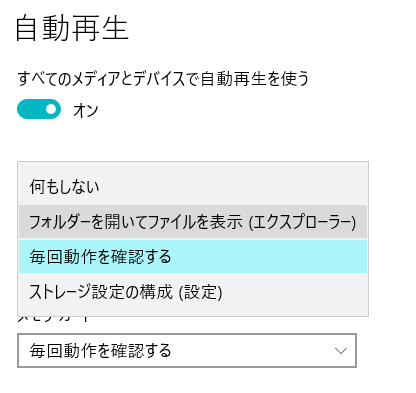 自動再生
すべてのメディアとデバイスで自動再生を使う
オン
何もしない
フォルダーを開いてファイルを表示 (エクスプローラー)
毎回動作を確認する
ストレージ設定の構成 (設定)
毎回動作を確認する